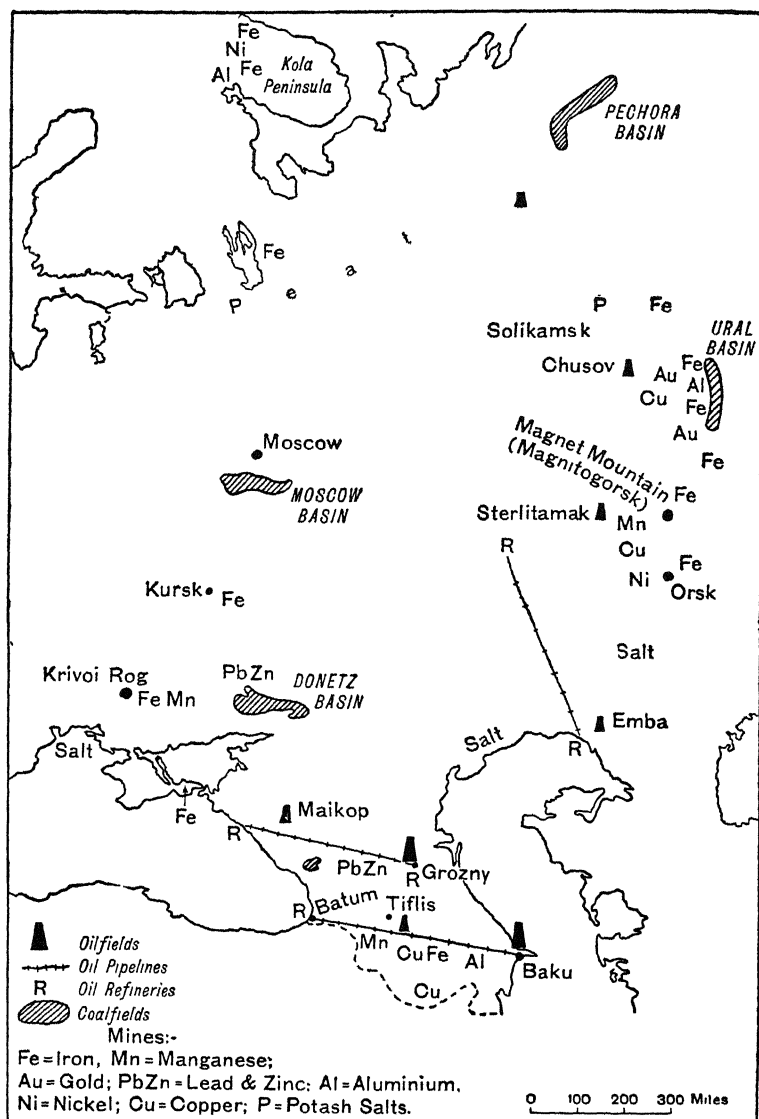 Fe
Ni
Al Fe
Kola
Peninsula
PECHORA
BASIN
Fe
P e a t
P Fe
Solikamsk
URAL
BASIN
Chusov
Fe
Au
Al
Cu
Fe
Au
Fe
Moscow
Magnet Mountain
(Magnitogorsk)
MOSCOW
BASIN
Fe
Sterlitamak
Mn
Cu
R
Fe
Ni
Orsk
Kursk
Fe
Salt
Krivoi Rog
Fe Mn
PbZn
DONETZ
BASIN
Emba
Salt
Salt
R
Fe
Maikop
R
PbZn
Grozny
R
Batum
Tiflis
R
Mn
CuFe
Al
Baku
Cu
Oilfields
Oil Pipelines
R Oil Refineries
Coalfields
Mines:-
Fe=Iron, Mn=Manganese;
Au=Gold; PbZn=Lead & Zinc: Al=Aluminium,
Ni=Nickel; Cu=Copper; P=Potash Salts.
0 100 200 300 Miles